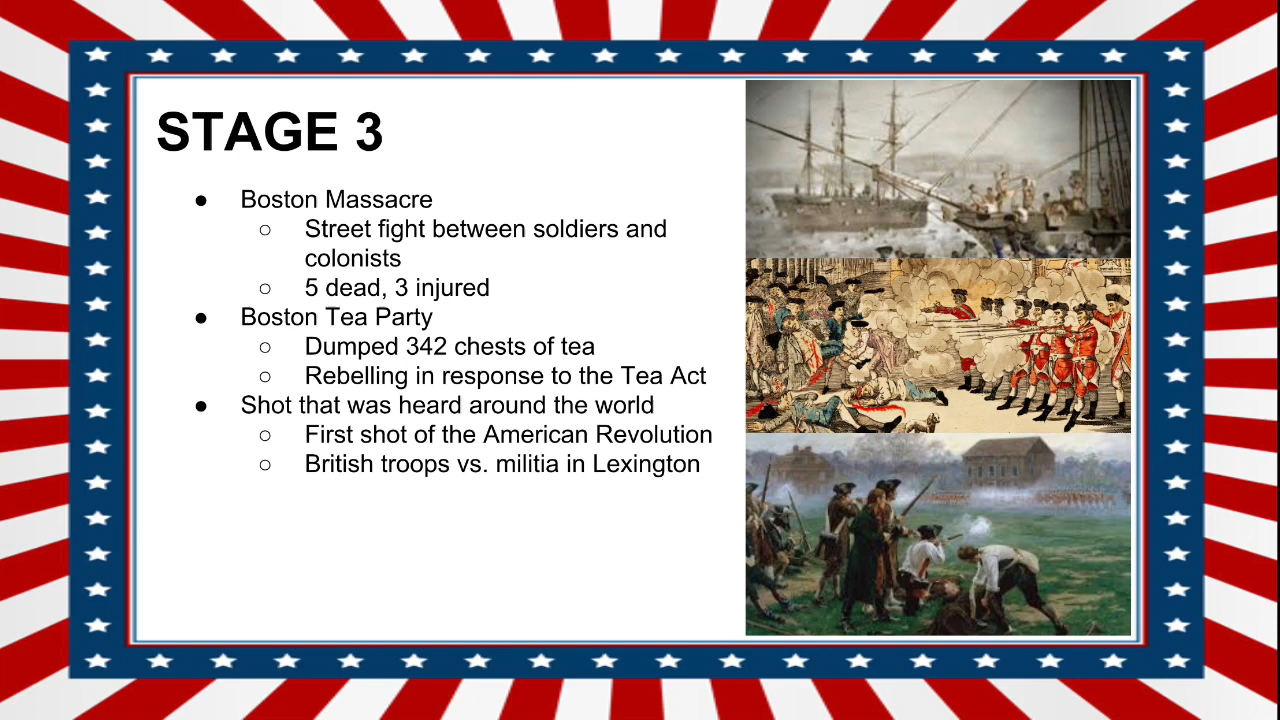 STAGE 3
● Boston Massacre
○ Street fight between soldiers and
colonists
○ 5 dead, 3 injured
● Boston Tea Party
○ Dumped 342 chests of tea
○ Rebelling in response to the Tea Act
● Shot that was heard around the world
○ First shot of the American Revolution
○ British troops vs. militia in Lexington